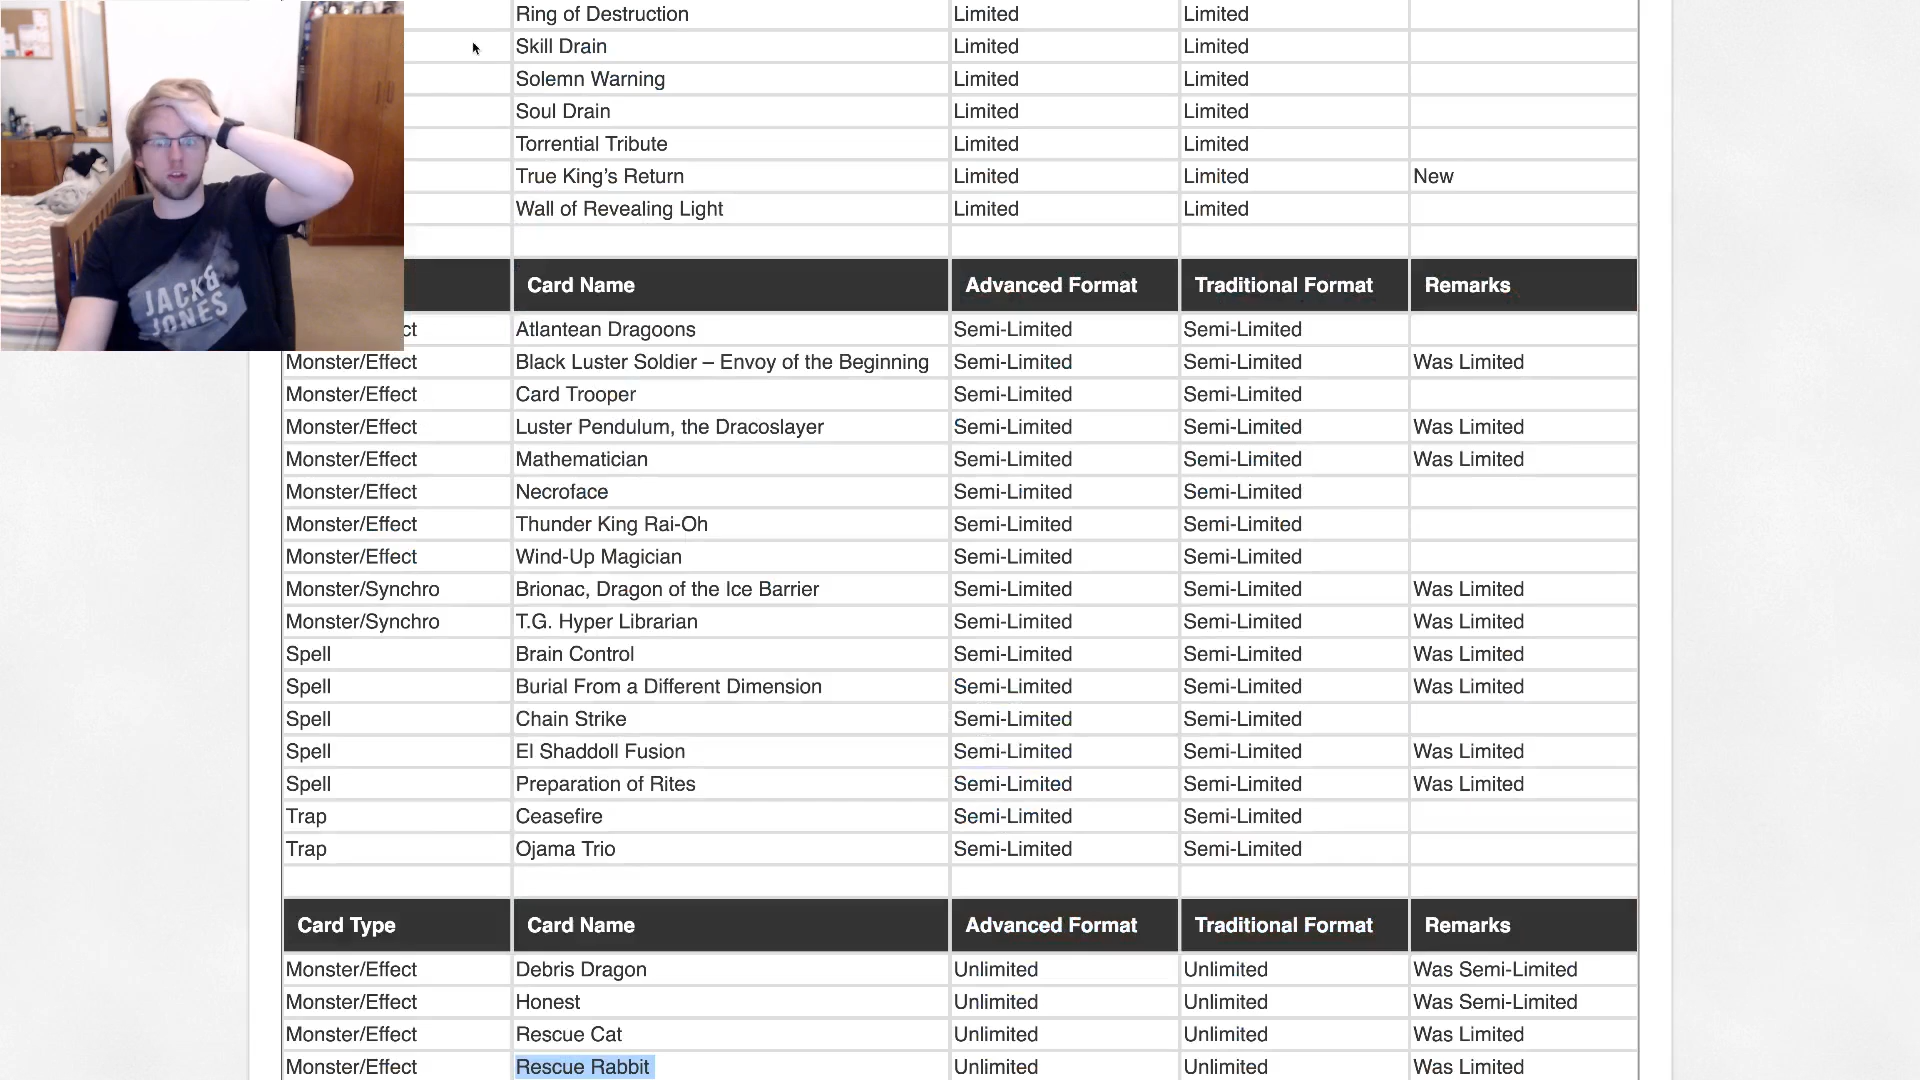 Ring of Destruction Limited Limited
Skill Drain Limited Limited
Solemn Warning Limited Limited
Soul Drain Limited Limited
Torrential Tribute Limited Limited
True King’s Return Limited Limited New
Wall of Revealing Light Limited Limited
JACK&
JONES
Card Name Advanced Format Traditional Format Remarks
ct Atlantean Dragoons Semi-Limited Semi-Limited
Monster/Effect Black Luster Soldier – Envoy of the Beginning Semi-Limited Semi-Limited Was Limited
Monster/Effect Card Trooper Semi-Limited Semi-Limited
Monster/Effect Luster Pendulum, the Dracoslayer Semi-Limited Semi-Limited Was Limited
Monster/Effect Mathematician Semi-Limited Semi-Limited Was Limited
Monster/Effect Necroface Semi-Limited Semi-Limited
Monster/Effect Thunder King Rai-Oh Semi-Limited Semi-Limited
Monster/Effect Wind-Up Magician Semi-Limited Semi-Limited
Monster/Synchro Brionac, Dragon of the Ice Barrier Semi-Limited Semi-Limited Was Limited
Monster/Synchro T.G. Hyper Librarian Semi-Limited Semi-Limited Was Limited
Spell Brain Control Semi-Limited Semi-Limited Was Limited
Spell Burial From a Different Dimension Semi-Limited Semi-Limited Was Limited
Spell Chain Strike Semi-Limited Semi-Limited
Spell El Shaddoll Fusion Semi-Limited Semi-Limited Was Limited
Spell Preparation of Rites Semi-Limited Semi-Limited Was Limited
Trap Ceasefire Semi-Limited Semi-Limited
Trap Ojama Trio Semi-Limited Semi-Limited
Card Type Card Name Advanced Format Traditional Format Remarks
Monster/Effect Debris Dragon Unlimited Unlimited Was Semi-Limited
Monster/Effect Honest Unlimited Unlimited Was Semi-Limited
Monster/Effect Rescue Cat Unlimited Unlimited Was Limited
Monster/Effect Rescue Rabbit Unlimited Unlimited Was Limited